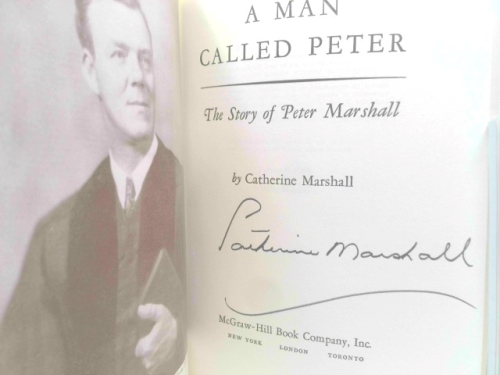 A MAN
CALLED PETER
The Story of Peter Marshall
by Catherine Marshall
Catherine Marshall
McGraw-Hill Book Company, Inc.
NEW YORK LONDON TORONTO